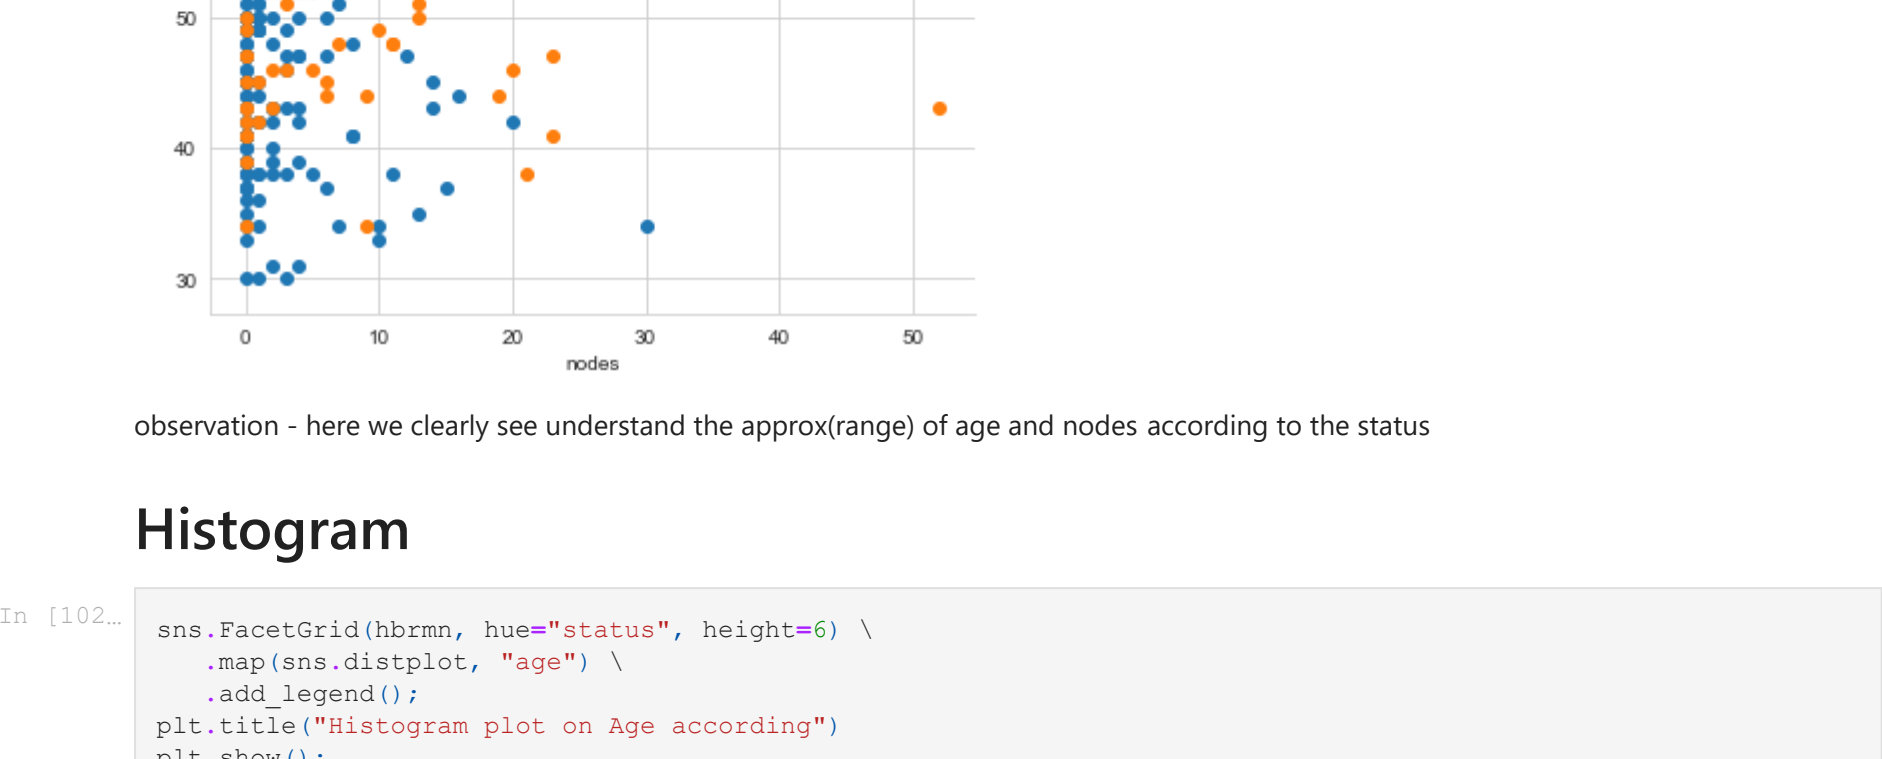 50
40
30
0 10 20 30 40 50
nodes
observation - here we clearly see understand the approx(range) of age and nodes according to the status
Histogram
In [102…
sns.FacetGrid(hbrmn, hue="status", height=6) \
.map(sns.distplot, "age") \
.add_legend();
plt.title("Histogram plot on Age according")
plt.show();